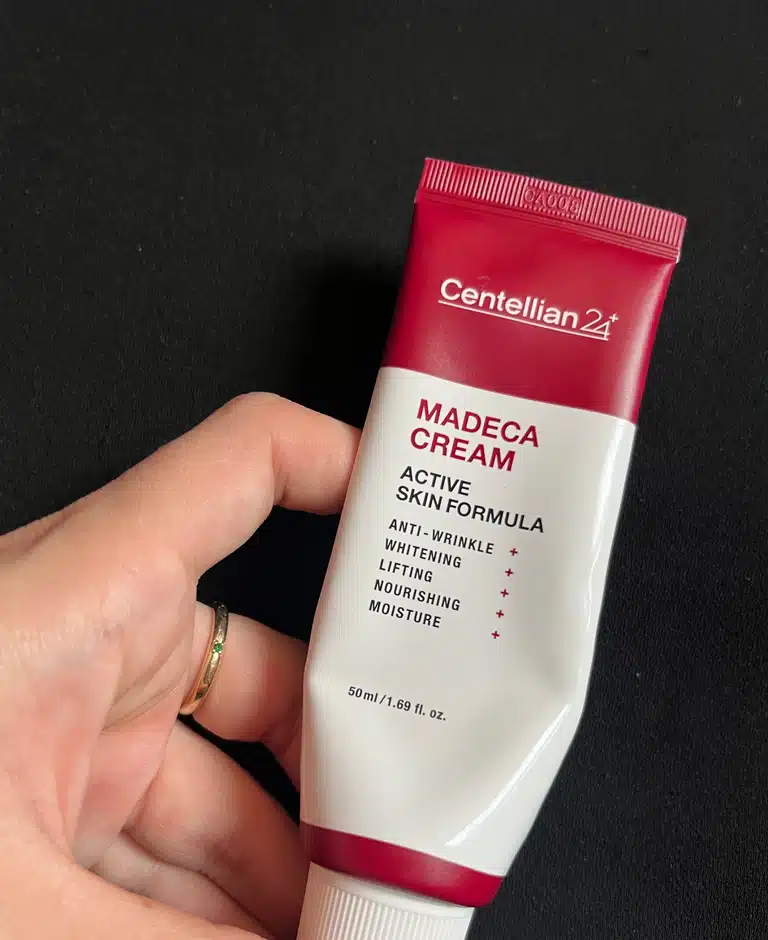 Centellian24+
MADECA
CREAM
ACTIVE
SKIN FORMULA
ANTI-WRINKLE +
WHITENING +
LIFTING +
NOURISHING +
MOISTURE +
50ml/1.69 fl. oz.